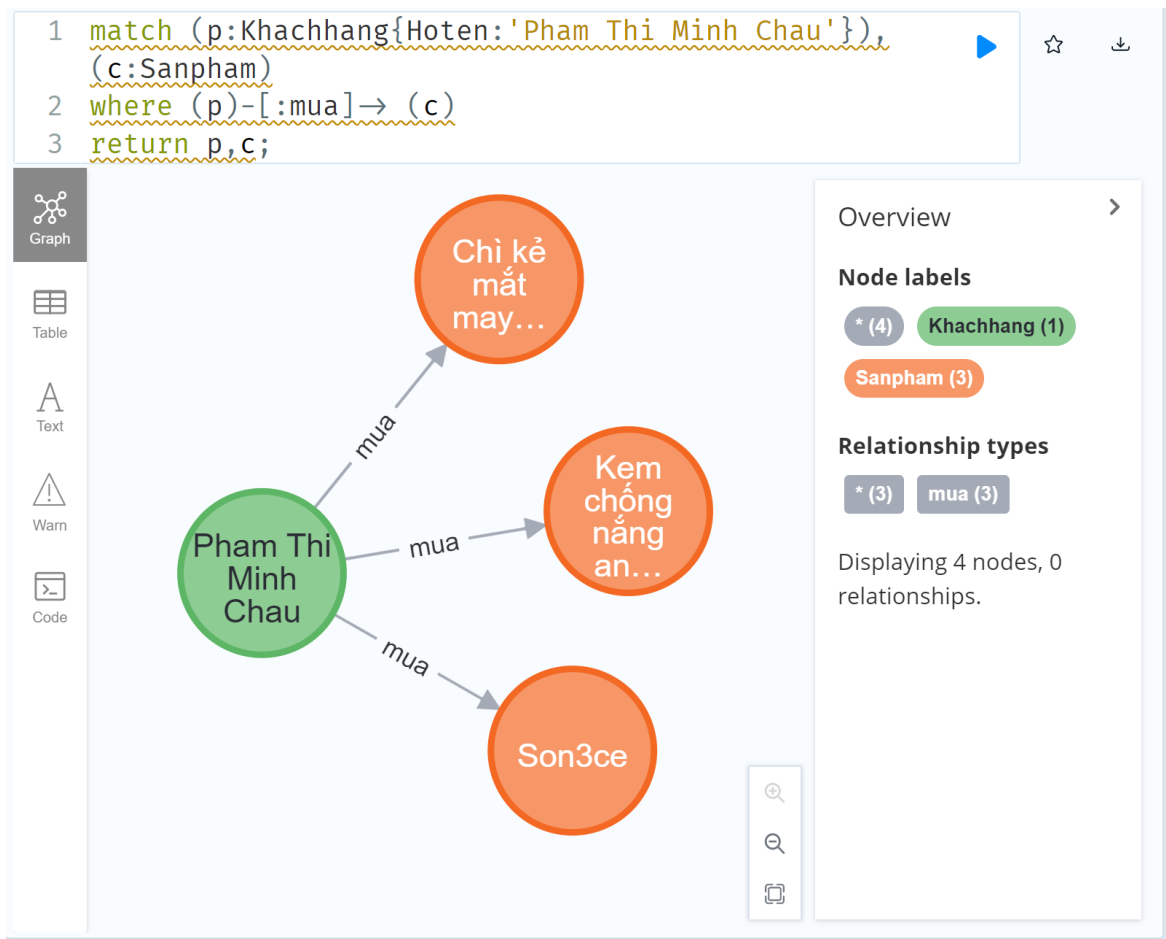 1 match (p:Khachhang{Hoten:'Pham Thi Minh Chau'}),
(c:Sanpham)
2 where (p)-[:mua]→ (c)
3 return p,c;
Graph
Table
Text
Warn
Code
Chì kẻ
mắt
may...
mua
Kem
chống
nắng
an...
mua
Pham Thi
Minh
Chau
mua
Son3ce
Overview
Node labels
* (4) Khachhang (1)
Sanpham (3)
Relationship types
* (3) mua (3)
Displaying 4 nodes, 0
relationships.